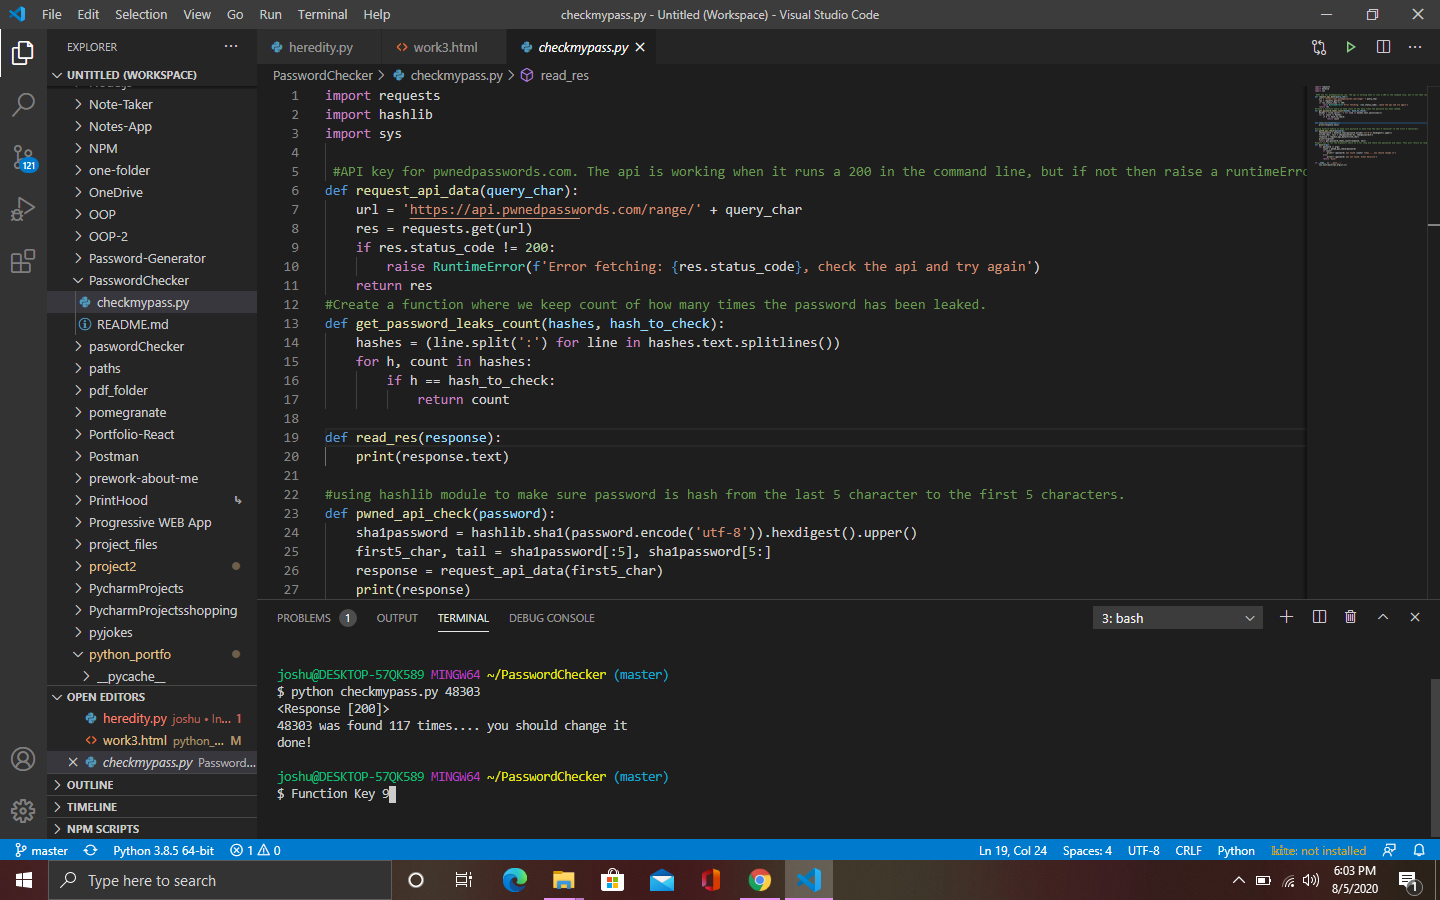 File Edit Selection View Go Run Terminal Help
checkmypass.py - Untitled (Workspace) - Visual Studio Code
EXPLORER
UNTITLED (WORKSPACE)
Note-Taker
Notes-App
NPM
one-folder
OneDrive
OOP
OOP-2
Password-Generator
PasswordChecker
checkmypass.py
README.md
paswordChecker
paths
pdf_folder
pomegranate
Portfolio-React
Postman
prework-about-me
PrintHood
Progressive WEB App
project_files
project2
PycharmProjects
PycharmProjectsshopping
pyjokes
python_portfo
__pycache__
OPEN EDITORS
heredity.py joshu • In... 1
work3.html python_... M
checkmypass.py Password...
OUTLINE
TIMELINE
NPM SCRIPTS
121
heredity.py work3.html checkmypass.py
PasswordChecker > checkmypass.py > read_res
1 import requests
2 import hashlib
3 import sys
4
5 #API key for pwnedpasswords.com. The api is working when it runs a 200 in the command line, but if not then raise a runtimeErro
6 def request_api_data(query_char):
7 url = 'https://api.pwnedpasswords.com/range/' + query_char
8 res = requests.get(url)
9 if res.status_code != 200:
10 raise RuntimeError(f'Error fetching: {res.status_code}, check the api and try again')
11 return res
12 #Create a function where we keep count of how many times the password has been leaked.
13 def get_password_leaks_count(hashes, hash_to_check):
14 hashes = (line.split(':') for line in hashes.text.splitlines())
15 for h, count in hashes:
16 if h == hash_to_check:
17 return count
18
19 def read_res(response):
20 print(response.text)
21
22 #using hashlib module to make sure password is hash from the last 5 character to the first 5 characters.
23 def pwned_api_check(password):
24 sha1password = hashlib.sha1(password.encode('utf-8')).hexdigest().upper()
25 first5_char, tail = sha1password[:5], sha1password[5:]
26 response = request_api_data(first5_char)
27 print(response)
PROBLEMS 1 OUTPUT TERMINAL DEBUG CONSOLE 3: bash
joshu@DESKTOP-57QK589 MINGW64 ~/PasswordChecker (master)
$ python checkmypass.py 48303
<Response [200]>
48303 was found 117 times.... you should change it
done!
joshu@DESKTOP-57QK589 MINGW64 ~/PasswordChecker (master)
$ Function Key 9
master Python 3.8.5 64-bit 1 0 Ln 19, Col 24 Spaces: 4 UTF-8 CRLF Python kite: not installed
Type here to search
6:03 PM
8/5/2020
1